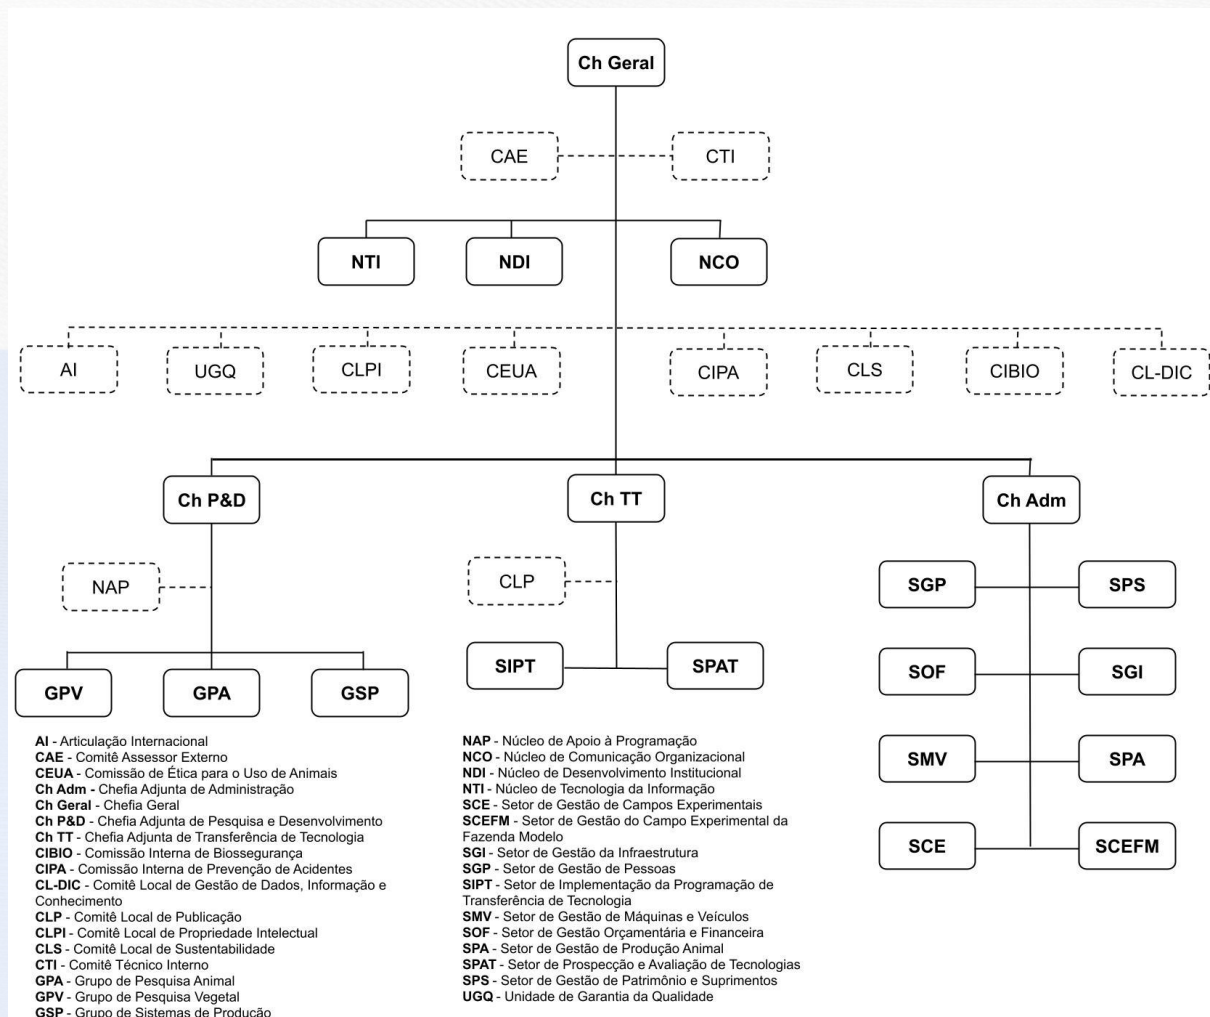 Ch Geral
CAE
CTI
NTI
NDI
NCO
AI
UGQ
CLPI
CEUA
CIPA
CLS
CIBIO
CL-DIC
Ch P&D
Ch TT
Ch Adm
NAP
CLP
SGP
SPS
SIPT
SPAT
SOF
SGI
GPV
GPA
GSP
SMV
SPA
SCE
SCEFM
AI - Articulação Internacional
CAE - Comitê Assessor Externo
CEUA - Comissão de Ética para o Uso de Animais
Ch Adm - Chefia Adjunta de Administração
Ch Geral - Chefia Geral
Ch P&D - Chefia Adjunta de Pesquisa e Desenvolvimento
Ch TT - Chefia Adjunta de Transferência de Tecnologia
CIBIO - Comissão Interna de Biossegurança
CIPA - Comissão Interna de Prevenção de Acidentes
CL-DIC - Comitê Local de Gestão de Dados, Informação e
Conhecimento
CLP - Comitê Local de Publicação
CLPI - Comitê Local de Propriedade Intelectual
CLS - Comitê Local de Sustentabilidade
CTI - Comitê Técnico Interno
GPA - Grupo de Pesquisa Animal
GPV - Grupo de Pesquisa Vegetal
GSP - Grupo de Sistemas de Produção
NAP - Núcleo de Apoio à Programação
NCO - Núcleo de Comunicação Organizacional
NDI - Núcleo de Desenvolvimento Institucional
NTI - Núcleo de Tecnologia da Informação
SCE - Setor de Gestão de Campos Experimentais
SCEFM - Setor de Gestão do Campo Experimental da
Fazenda Modelo
SGI - Setor de Gestão da Infraestrutura
SGP - Setor de Gestão de Pessoas
SIPT - Setor de Implementação da Programação de
Transferência de Tecnologia
SMV - Setor de Gestão de Máquinas e Veículos
SOF - Setor de Gestão Orçamentária e Financeira
SPA - Setor de Gestão de Produção Animal
SPAT - Setor de Prospecção e Avaliação de Tecnologias
SPS - Setor de Gestão de Patrimônio e Suprimentos
UGQ - Unidade de Garantia da Qualidade